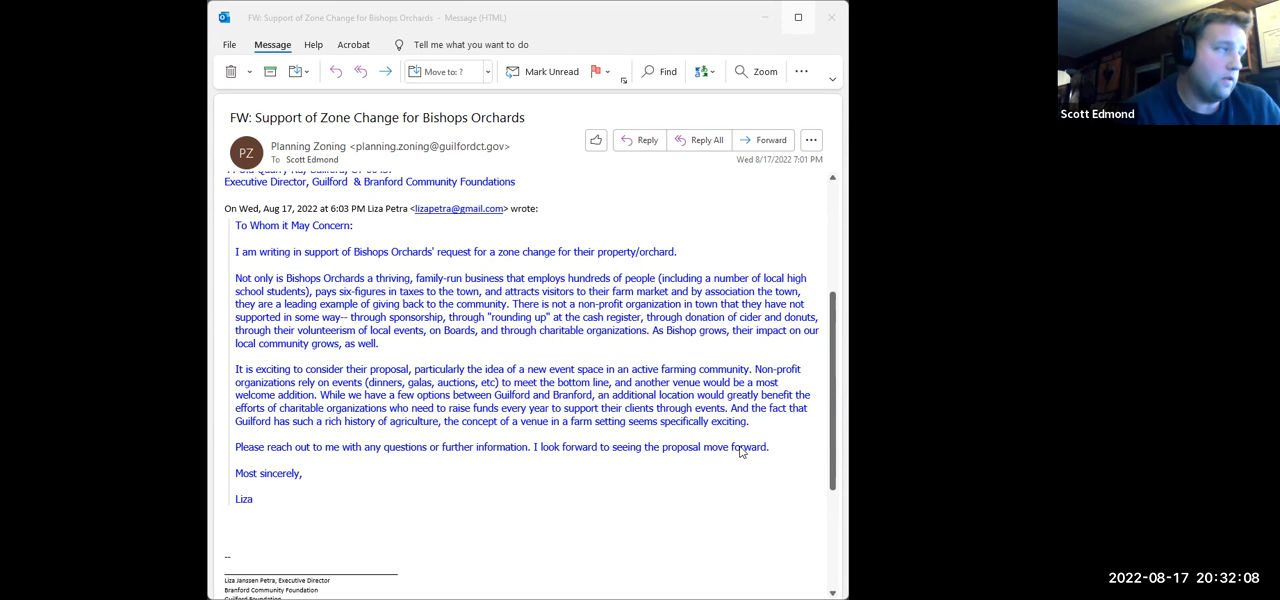 FW: Support of Zone Change for Bishops Orchards - Message (HTML)
File Message Help Acrobat Tell me what you want to do
Move to: ? Mark Unread Find Zoom
FW: Support of Zone Change for Bishops Orchards
PZ
Planning Zoning <planning.zoning@guilfordct.gov>
To Scott Edmond
Reply Reply All Forward
Wed 8/17/2022 7:01 PM
Executive Director, Guilford & Branford Community Foundations
On Wed, Aug 17, 2022 at 6:03 PM Liza Petra <lizapetra@gmail.com> wrote:
To Whom it May Concern:
I am writing in support of Bishops Orchards' request for a zone change for their property/orchard.
Not only is Bishops Orchards a thriving, family-run business that employs hundreds of people (including a number of local high
school students), pays six-figures in taxes to the town, and attracts visitors to their farm market and by association the town,
they are a leading example of giving back to the community. There is not a non-profit organization in town that they have not
supported in some way-- through sponsorship, through "rounding up" at the cash register, through donation of cider and donuts,
through their volunteerism of local events, on Boards, and through charitable organizations. As Bishop grows, their impact on our
local community grows, as well.
It is exciting to consider their proposal, particularly the idea of a new event space in an active farming community. Non-profit
organizations rely on events (dinners, galas, auctions, etc) to meet the bottom line, and another venue would be a most
welcome addition. While we have a few options between Guilford and Branford, an additional location would greatly benefit the
efforts of charitable organizations who need to raise funds every year to support their clients through events. And the fact that
Guilford has such a rich history of agriculture, the concept of a venue in a farm setting seems specifically exciting.
Please reach out to me with any questions or further information. I look forward to seeing the proposal move forward.
Most sincerely,
Liza
--
Liza Janssen Petra, Executive Director
Branford Community Foundation
Guilford Foundation
Scott Edmond
2022-08-17 20:32:08